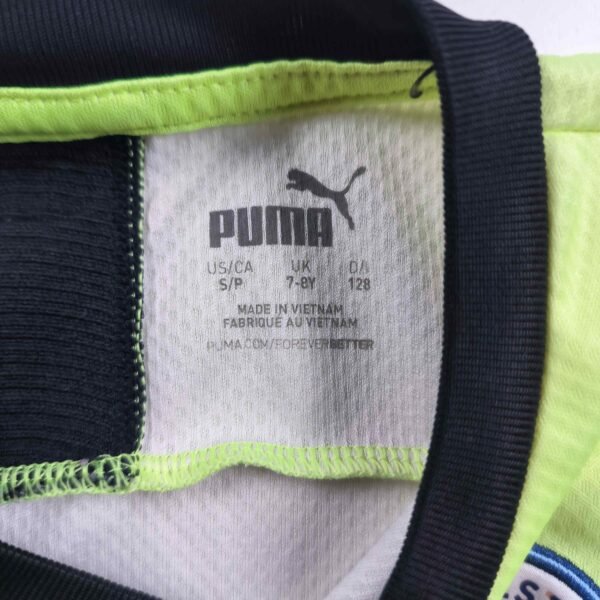 PUMA
US/CA UK D/I
S/P 7-8Y 128
MADE IN VIETNAM
FABRIQUÉ AU VIETNAM
PUMA.COM/FOREVERBETTER